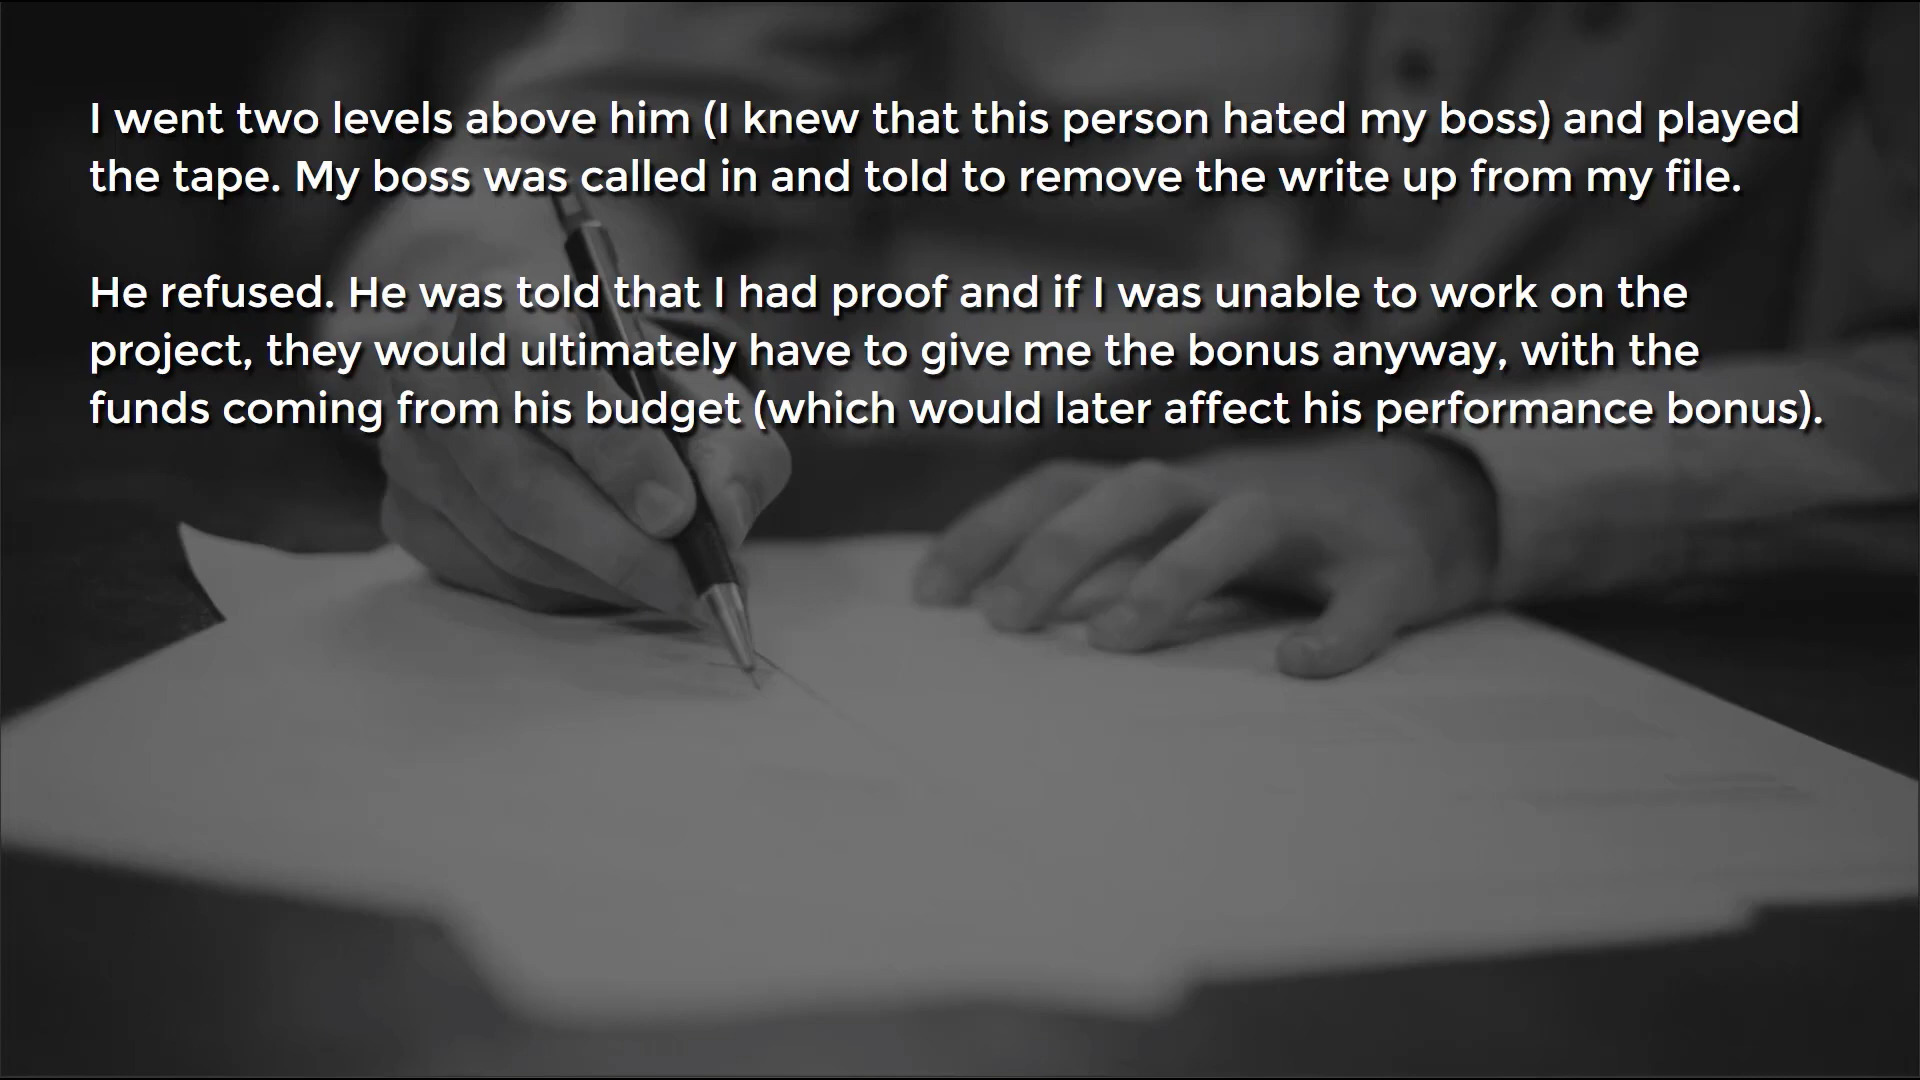 I went two levels above him (I knew that this person hated my boss) and played
the tape. My boss was called in and told to remove the write up from my file.
He refused. He was told that I had proof and if I was unable to work on the
project, they would ultimately have to give me the bonus anyway, with the
funds coming from his budget (which would later affect his performance bonus).